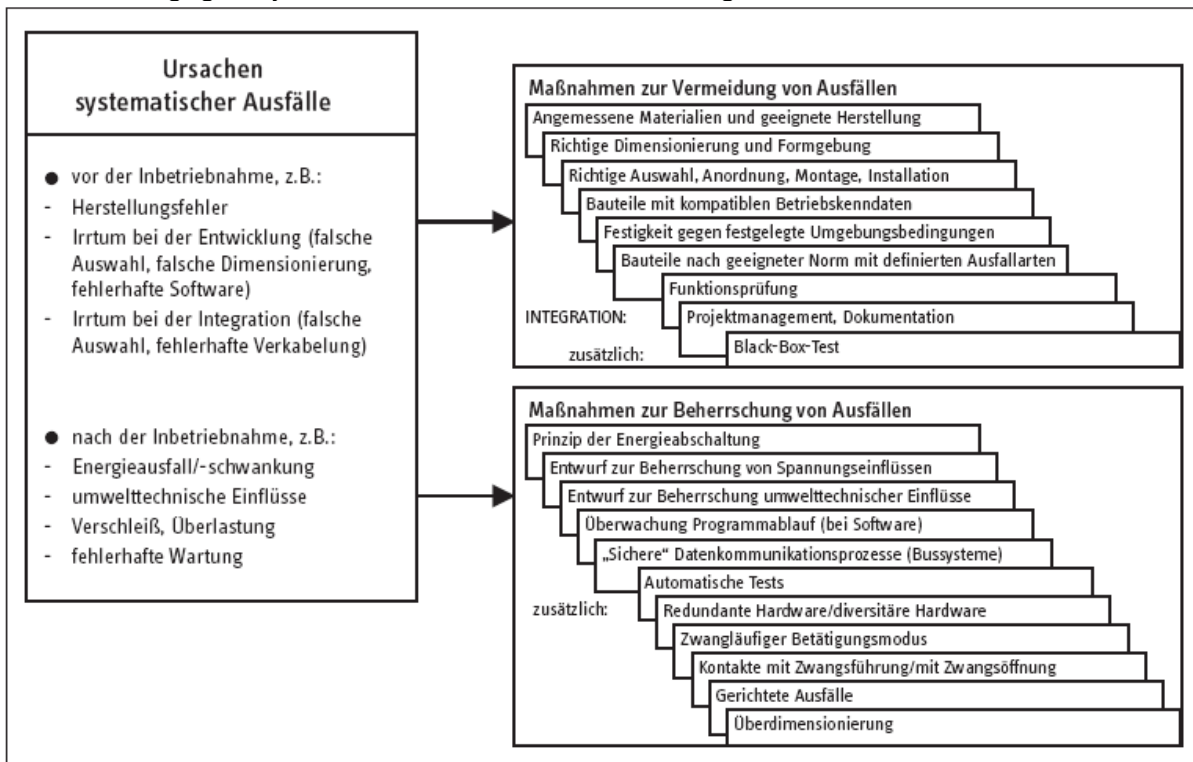 Ursachen
systematischer Ausfälle
● vor der Inbetriebnahme, z.B.:
- Herstellungsfehler
- Irrtum bei der Entwicklung (falsche
Auswahl, falsche Dimensionierung,
fehlerhafte Software)
- Irrtum bei der Integration (falsche
Auswahl, fehlerhafte Verkabelung)
● nach der Inbetriebnahme, z.B.:
- Energieausfall/-schwankung
- umwelttechnische Einflüsse
- Verschleiß, Überlastung
- fehlerhafte Wartung
Maßnahmen zur Vermeidung von Ausfällen
Angemessene Materialien und geeignete Herstellung
Richtige Dimensionierung und Formgebung
Richtige Auswahl, Anordnung, Montage, Installation
Bauteile mit kompatiblen Betriebskenndaten
Festigkeit gegen festgelegte Umgebungsbedingungen
Bauteile nach geeigneter Norm mit definierten Ausfallarten
Funktionsprüfung
INTEGRATION: Projektmanagement, Dokumentation
zusätzlich: Black-Box-Test
Maßnahmen zur Beherrschung von Ausfällen
Prinzip der Energieabschaltung
Entwurf zur Beherrschung von Spannungseinflüssen
Entwurf zur Beherrschung umwelttechnischer Einflüsse
Überwachung Programmablauf (bei Software)
„Sichere“ Datenkommunikationsprozesse (Bussysteme)
Automatische Tests
zusätzlich: Redundante Hardware/diversitäre Hardware
Zwangläufiger Betätigungsmodus
Kontakte mit Zwangsführung/mit Zwangsöffnung
Gerichtete Ausfälle
Überdimensionierung